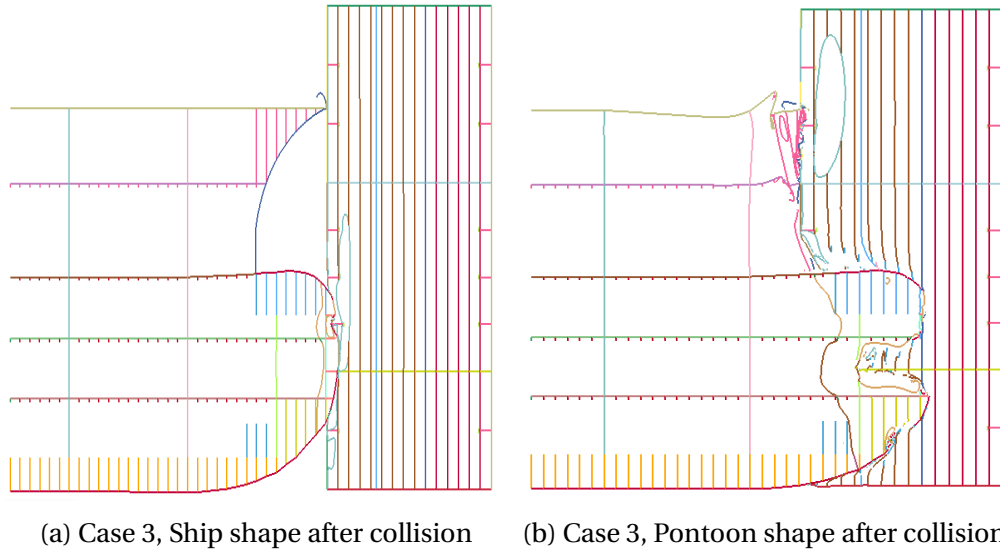 (a) Case 3, Ship shape after collision
(b) Case 3, Pontoon shape after collision